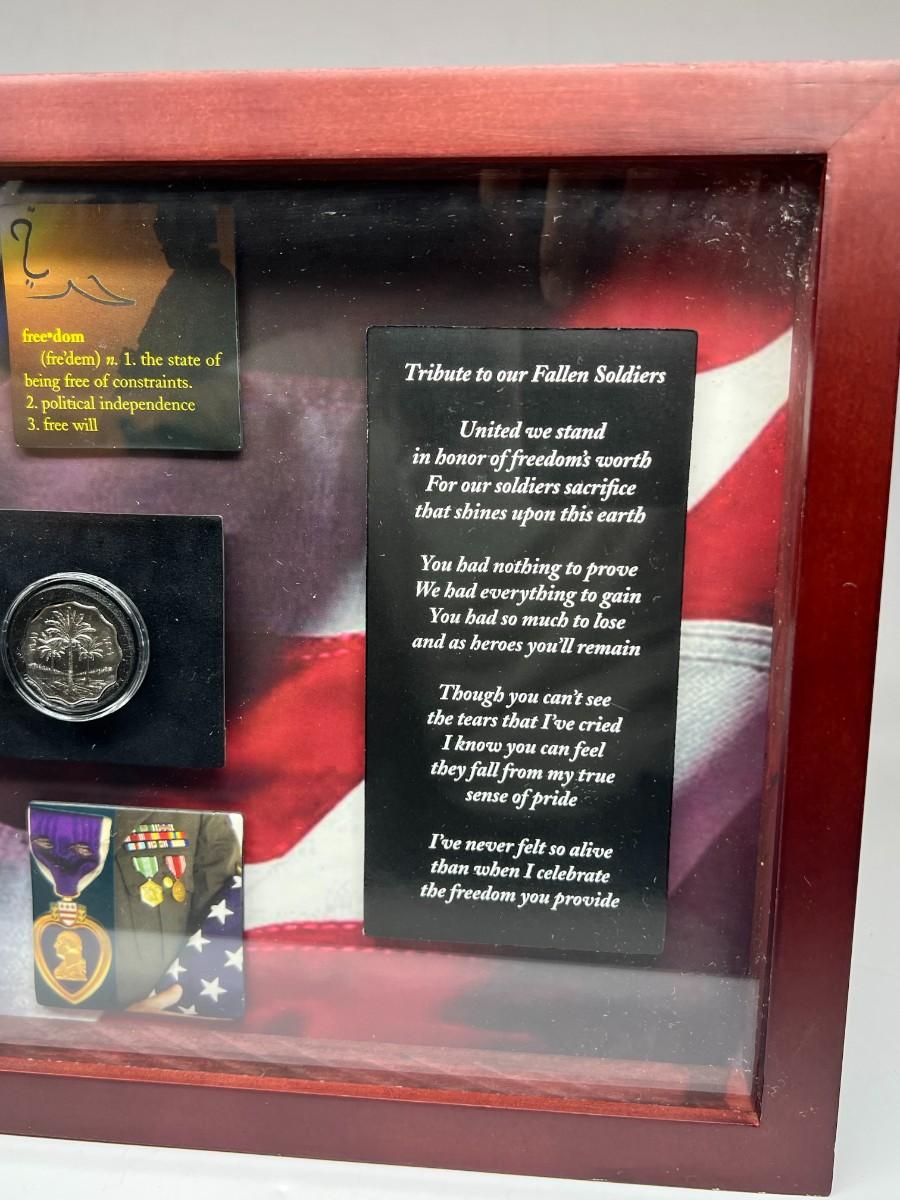 free•dom
(fre'dem) n. 1. the state of
being free of constraints.
2. political independence
3. free will
Tribute to our Fallen Soldiers
United we stand
in honor of freedom's worth
For our soldiers sacrifice
that shines upon this earth
You had nothing to prove
We had everything to gain
You had so much to lose
and as heroes you'll remain
Though you can't see
the tears that I've cried
I know you can feel
they fall from my true
sense of pride
I've never felt so alive
than when I celebrate
the freedom you provide